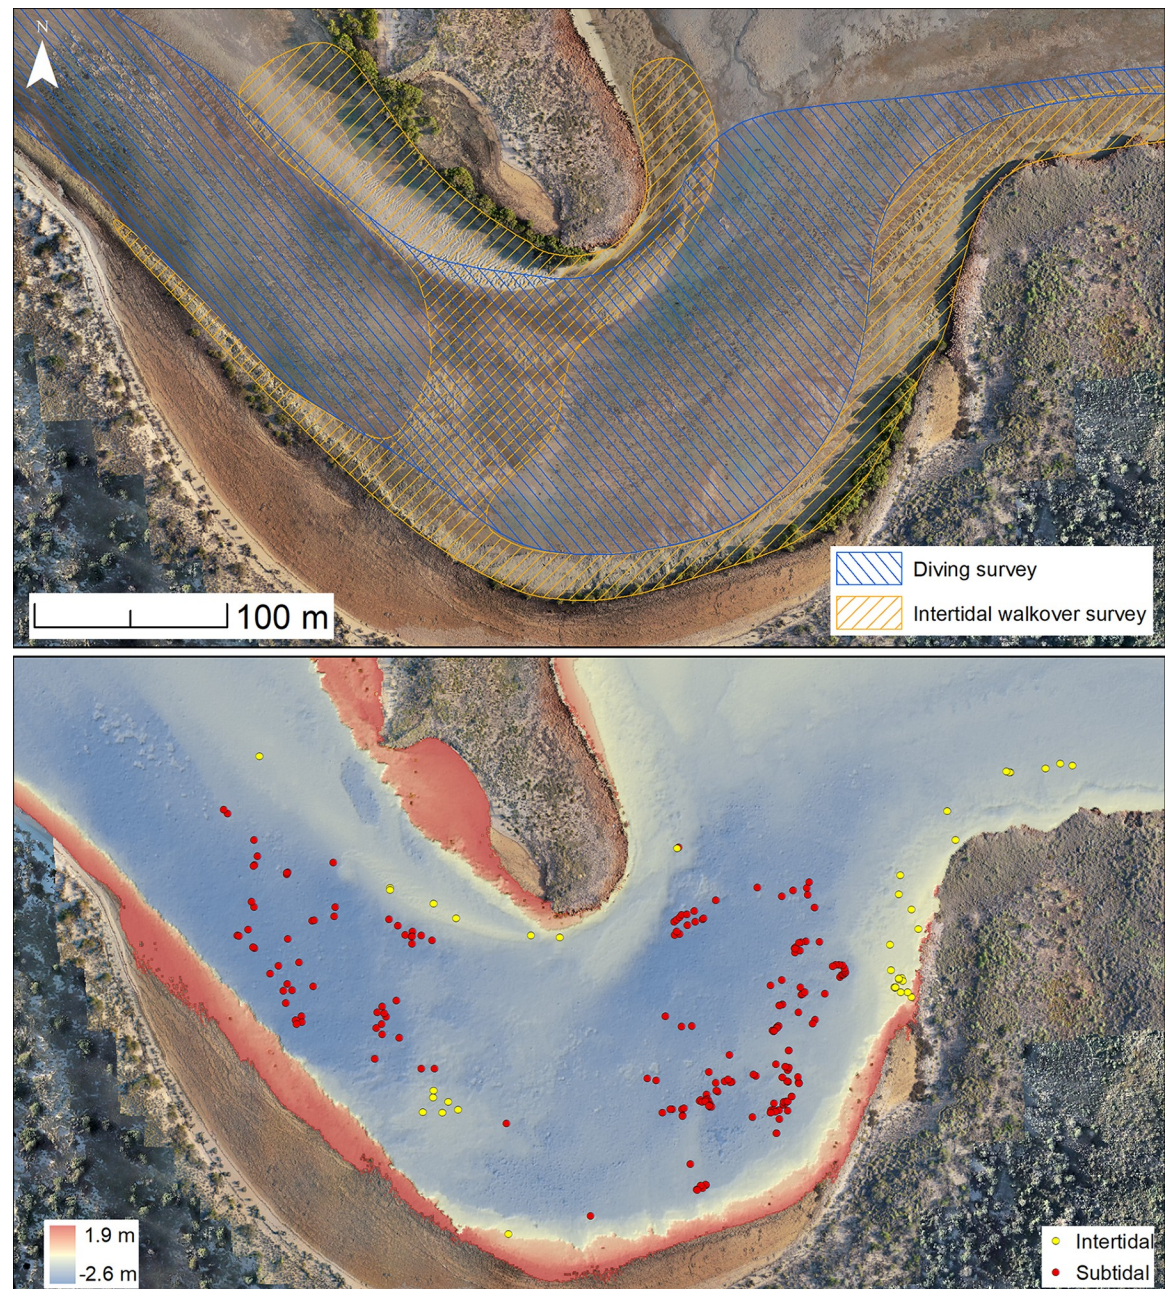 N
Diving survey
Intertidal walkover survey
100 m
1.9 m
-2.6 m
Intertidal
Subtidal